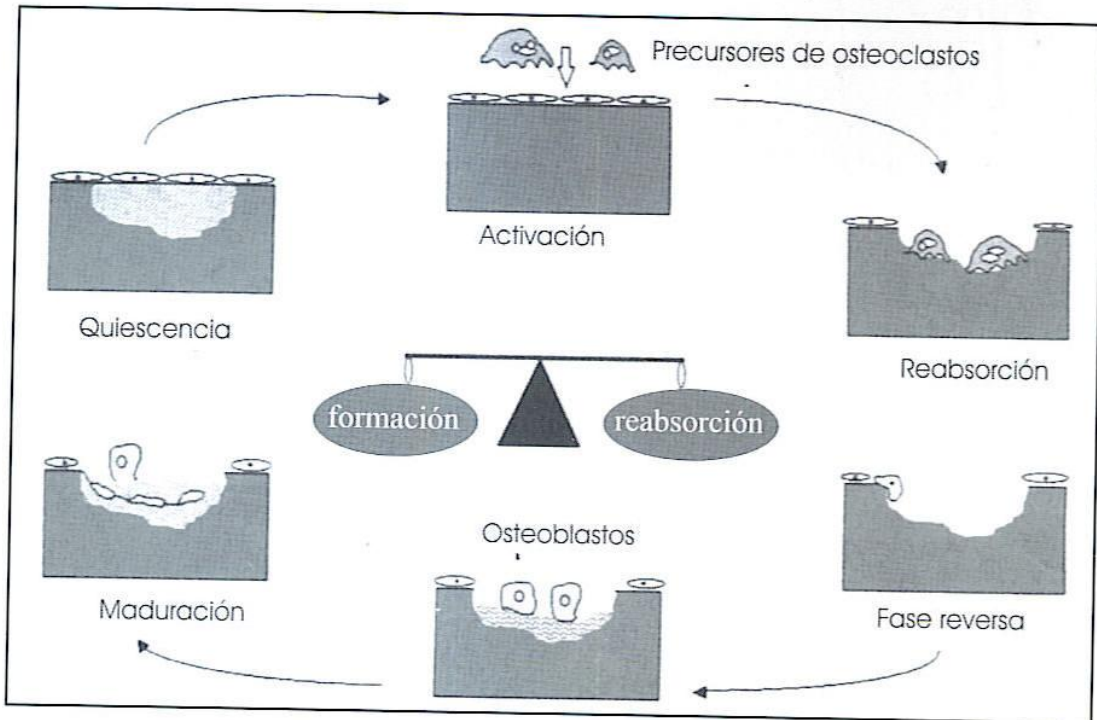 Precursores de osteoclastos
Activación
Quiescencia
Reabsorción
formación
reabsorción
Osteoblastos
Maduración
Fase reversa